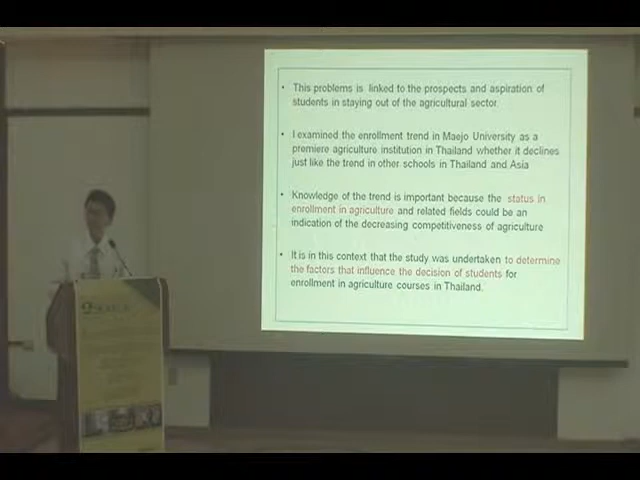 • This problems is linked to the prospects and aspiration of
students in staying out of the agricultural sector
• I examined the enrollment trend in Maejo University as a
premiere agriculture institution in Thailand whether it declines
just like the trend in other schools in Thailand and Asia
• Knowledge of the trend is important because the status in
enrollment in agriculture and related fields could be an
indication of the decreasing competitiveness of agriculture
• It is in this context that the study was undertaken to determine
the factors that influence the decision of students for
enrollment in agriculture courses in Thailand.